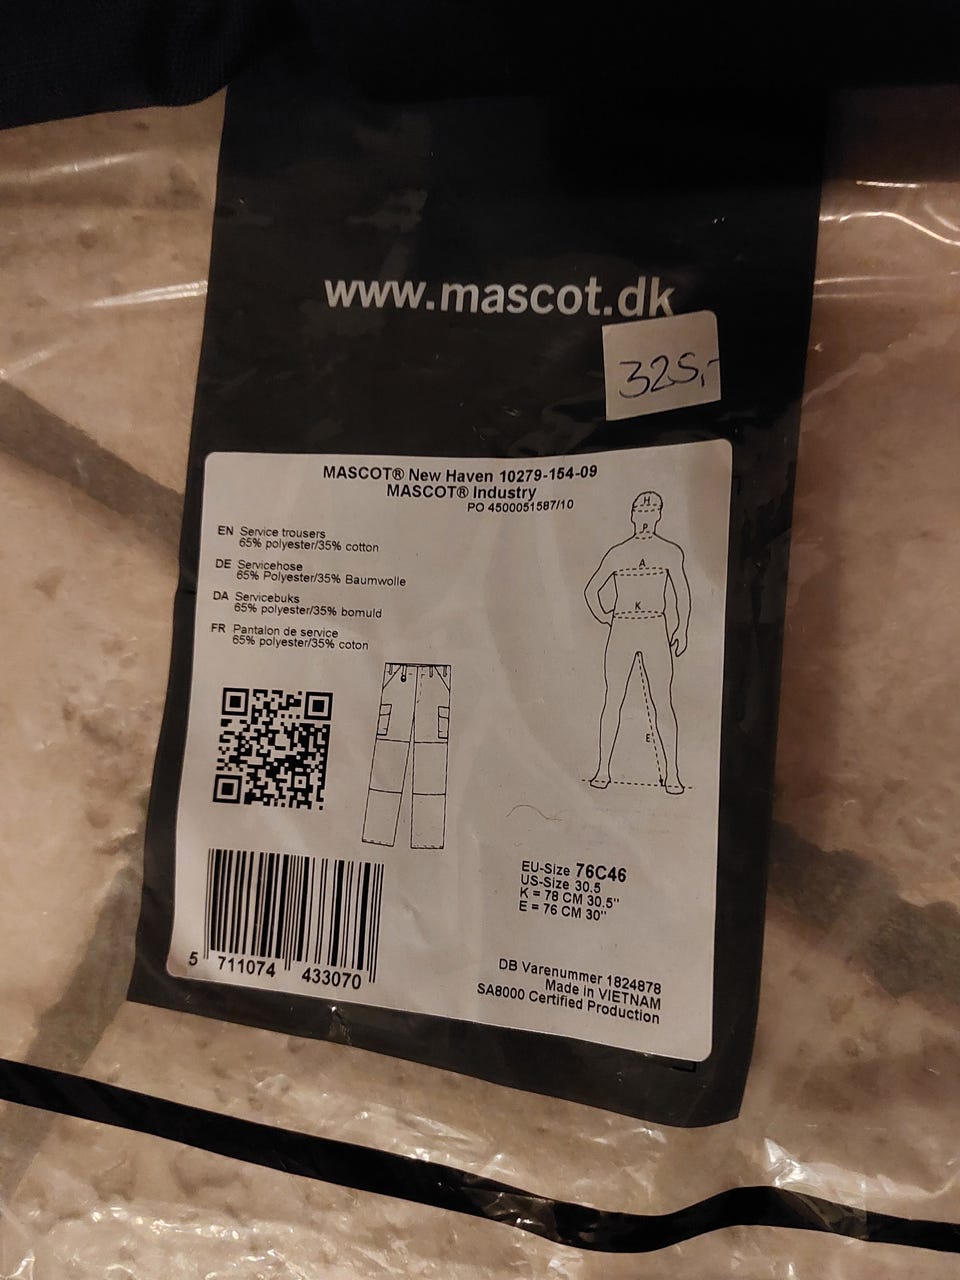 www.mascot.dk
325,-
MASCOT® New Haven 10279-154-09
MASCOT® Industry
PO 4500051587/10
EN Service trousers
65% polyester/35% cotton
DE Servicehose
65% Polyester/35% Baumwolle
DA Servicebuks
65% polyester/35% bomuld
FR Pantalon de service
65% polyester/35% coton
H
P
A
K
E
EU-Size 76C46
US-Size 30.5
K = 78 CM 30.5"
E = 76 CM 30"
5 711074 433070
DB Varenummer 1824878
Made in VIETNAM
SA8000 Certified Production